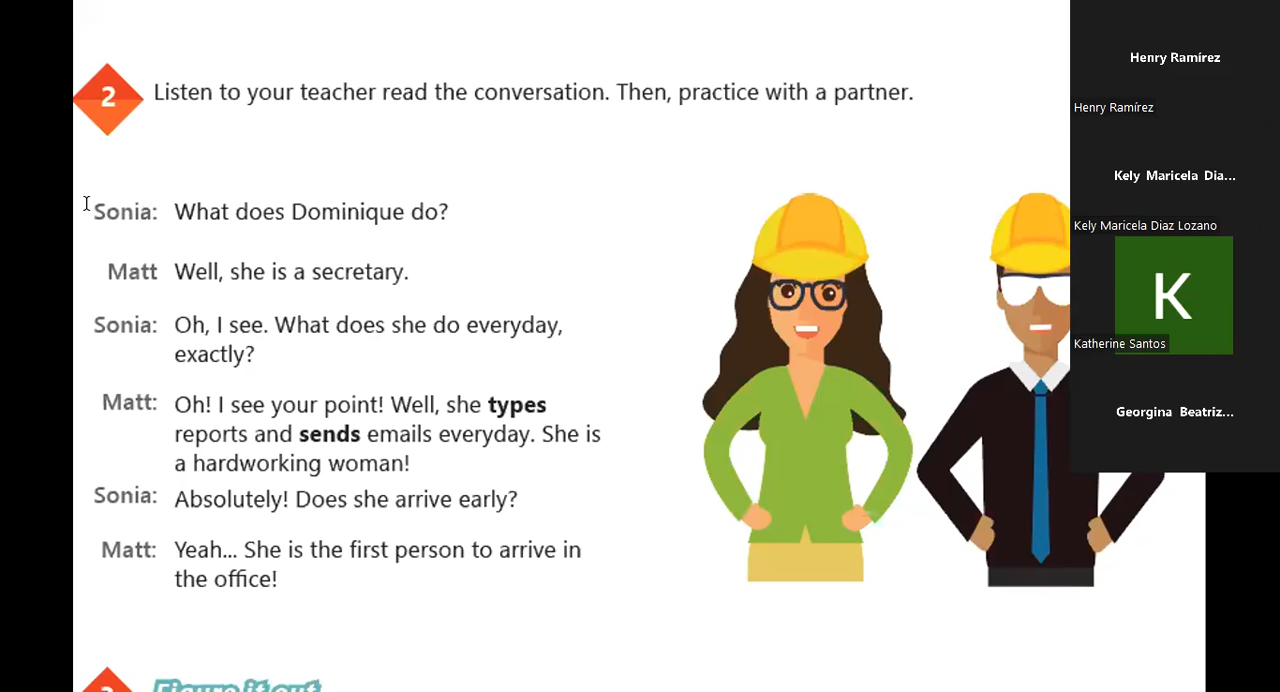 2 Listen to your teacher read the conversation. Then, practice with a partner.
Sonia: What does Dominique do?
Matt Well, she is a secretary.
Sonia: Oh, I see. What does she do everyday,
exactly?
Matt: Oh! I see your point! Well, she types
reports and sends emails everyday. She is
a hardworking woman!
Sonia: Absolutely! Does she arrive early?
Matt: Yeah... She is the first person to arrive in
the office!
3 Figure it out
Henry Ramírez
Henry Ramírez
Kely Maricela Dia...
Kely Maricela Diaz Lozano
K
Katherine Santos
Georgina Beatriz...